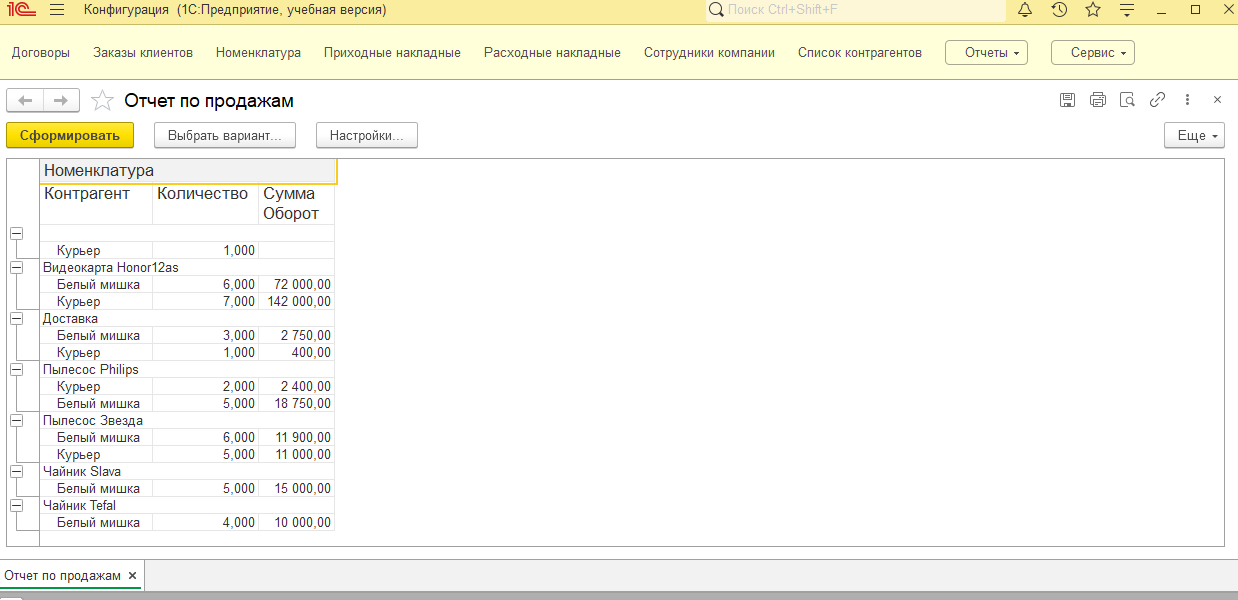 1С Конфигурация (1С:Предприятие, учебная версия) Поиск Ctrl+Shift+F
Договоры Заказы клиентов Номенклатура Приходные накладные Расходные накладные Сотрудники компании Список контрагентов Отчеты Сервис
Отчет по продажам
Сформировать Выбрать вариант... Настройки... Еще
Номенклатура
Контрагент Количество Сумма
Оборот
Курьер 1,000
Видеокарта Honor12as
Белый мишка 6,000 72 000,00
Курьер 7,000 142 000,00
Доставка
Белый мишка 3,000 2 750,00
Курьер 1,000 400,00
Пылесос Philips
Курьер 2,000 2 400,00
Белый мишка 5,000 18 750,00
Пылесос Звезда
Белый мишка 6,000 11 900,00
Курьер 5,000 11 000,00
Чайник Slava
Белый мишка 5,000 15 000,00
Чайник Tefal
Белый мишка 4,000 10 000,00
Отчет по продажам